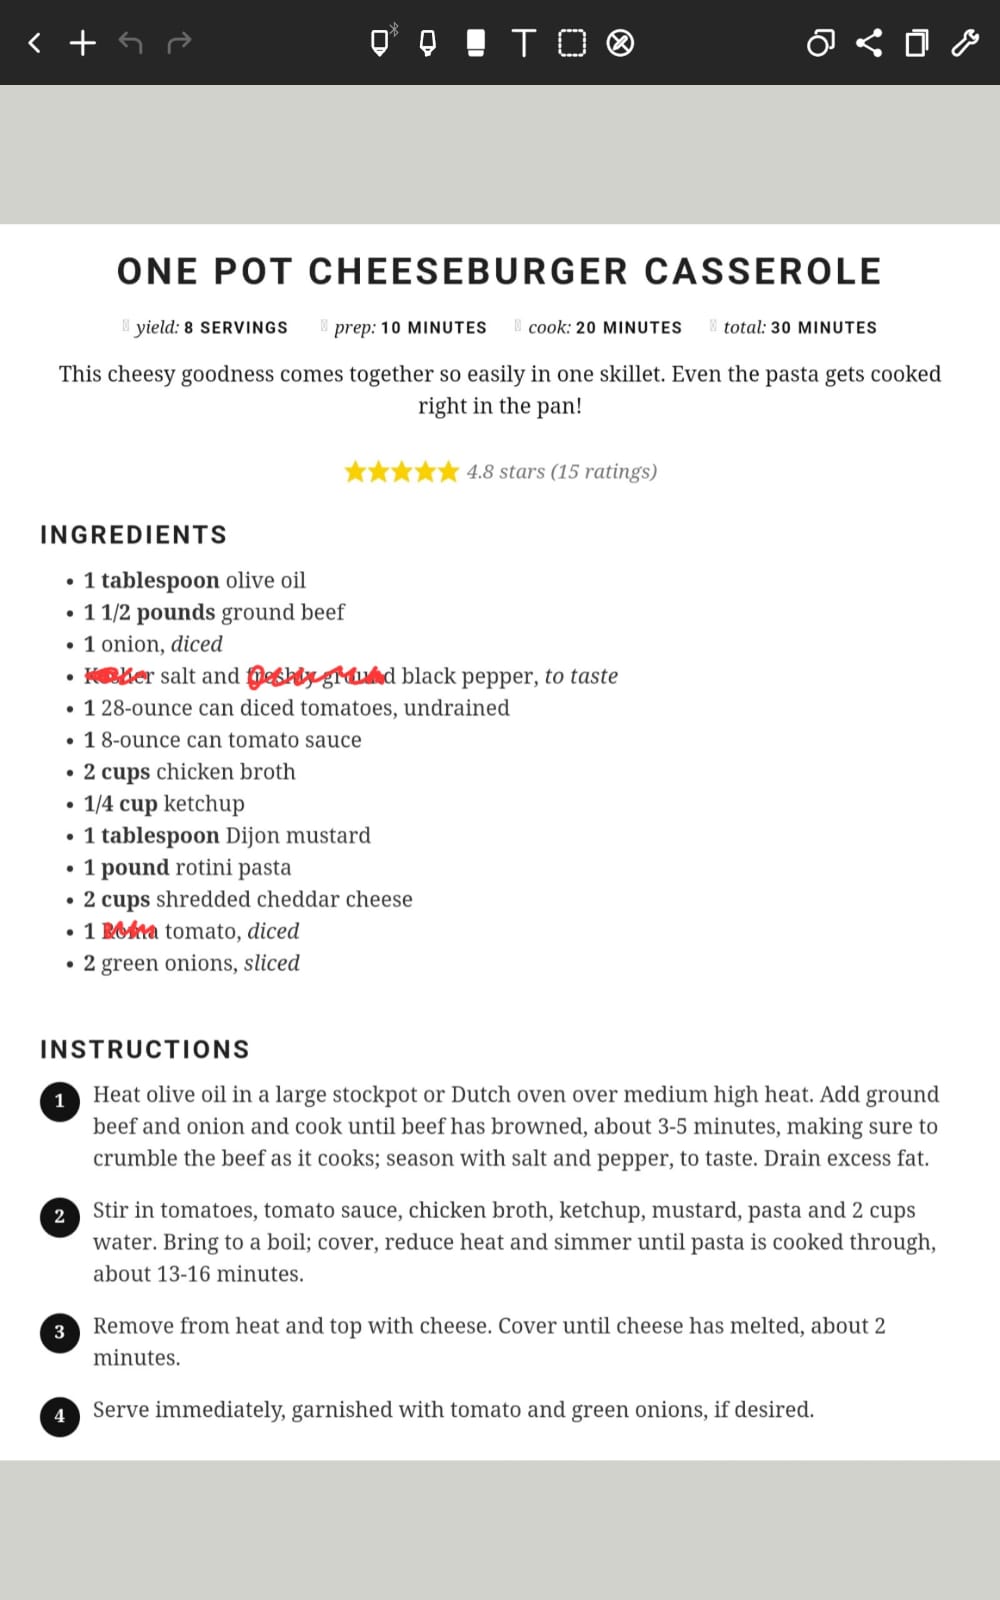 ONE POT CHEESEBURGER CASSEROLE
yield: 8 SERVINGS prep: 10 MINUTES cook: 20 MINUTES total: 30 MINUTES
This cheesy goodness comes together so easily in one skillet. Even the pasta gets cooked
right in the pan!
4.8 stars (15 ratings)
INGREDIENTS
• 1 tablespoon olive oil
• 1 1/2 pounds ground beef
• 1 onion, diced
• Kosher salt and freshly ground black pepper, to taste
• 1 28-ounce can diced tomatoes, undrained
• 1 8-ounce can tomato sauce
• 2 cups chicken broth
• 1/4 cup ketchup
• 1 tablespoon Dijon mustard
• 1 pound rotini pasta
• 2 cups shredded cheddar cheese
• 1 Roma tomato, diced
• 2 green onions, sliced
INSTRUCTIONS
1 Heat olive oil in a large stockpot or Dutch oven over medium high heat. Add ground
beef and onion and cook until beef has browned, about 3-5 minutes, making sure to
crumble the beef as it cooks; season with salt and pepper, to taste. Drain excess fat.
2 Stir in tomatoes, tomato sauce, chicken broth, ketchup, mustard, pasta and 2 cups
water. Bring to a boil; cover, reduce heat and simmer until pasta is cooked through,
about 13-16 minutes.
3 Remove from heat and top with cheese. Cover until cheese has melted, about 2
minutes.
4 Serve immediately, garnished with tomato and green onions, if desired.